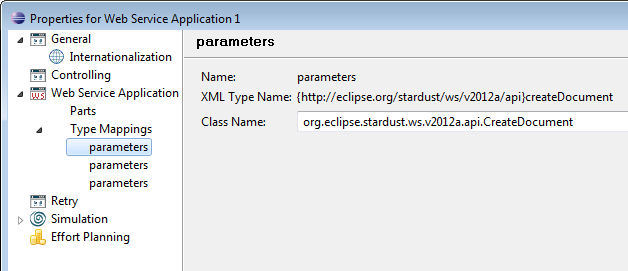 Properties for Web Service Application 1
General
Internationalization
Controlling
Web Service Application
Parts
Type Mappings
parameters
parameters
parameters
Retry
Simulation
Effort Planning
parameters
Name: parameters
XML Type Name: {http://eclipse.org/stardust/ws/v2012a/api}createDocument
Class Name: org.eclipse.stardust.ws.v2012a.api.CreateDocument